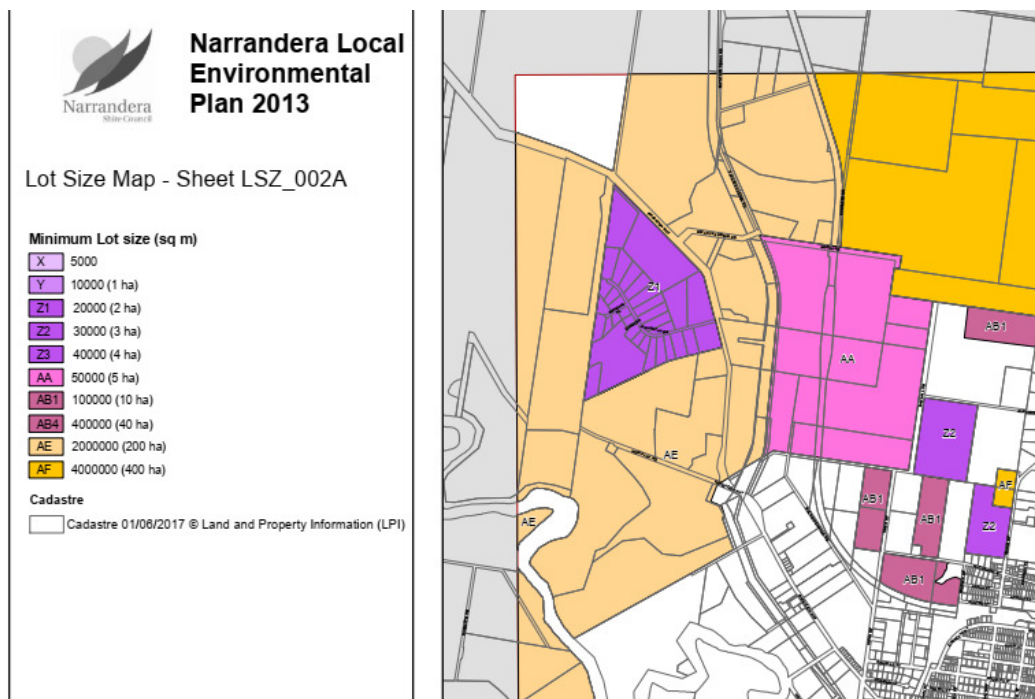 Narrandera
Shire Council
Narrandera Local
Environmental
Plan 2013
Lot Size Map - Sheet LSZ_002A
Minimum Lot size (sq m)
X 5000
Y 10000 (1 ha)
Z1 20000 (2 ha)
Z2 30000 (3 ha)
Z3 40000 (4 ha)
AA 50000 (5 ha)
AB1 100000 (10 ha)
AB4 400000 (40 ha)
AE 2000000 (200 ha)
AF 4000000 (400 ha)
Cadastre
Cadastre 01/06/2017 © Land and Property Information (LPI)
Z1
AB1
AA
Z2
AE
AF
AB1
AB1
AE
Z2
AB1